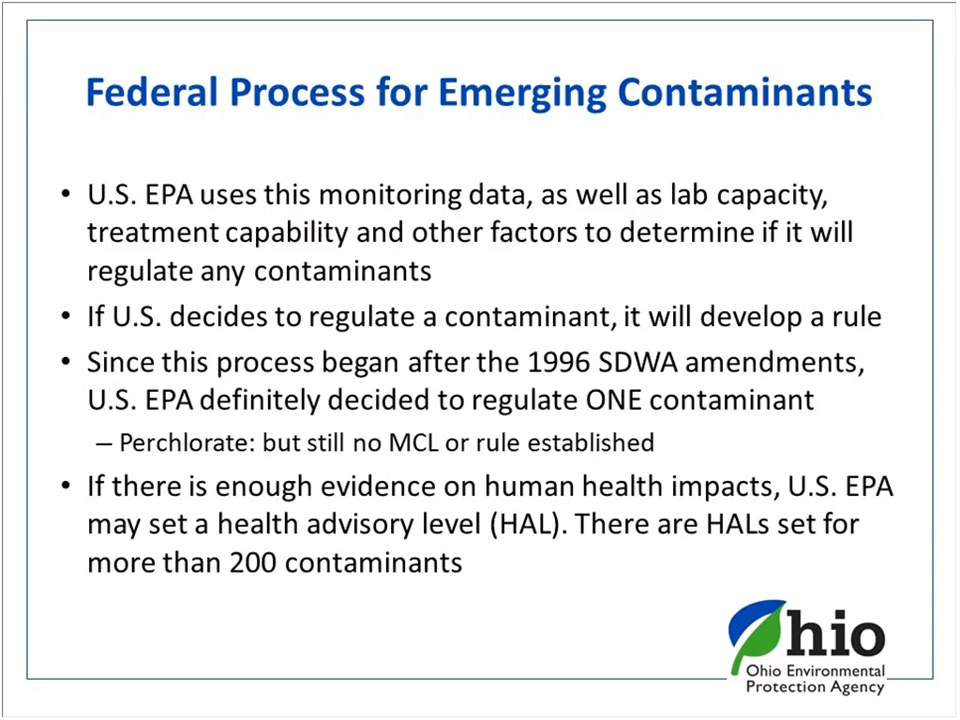 Federal Process for Emerging Contaminants
• U.S. EPA uses this monitoring data, as well as lab capacity,
treatment capability and other factors to determine if it will
regulate any contaminants
• If U.S. decides to regulate a contaminant, it will develop a rule
• Since this process began after the 1996 SDWA amendments,
U.S. EPA definitely decided to regulate ONE contaminant
– Perchlorate: but still no MCL or rule established
• If there is enough evidence on human health impacts, U.S. EPA
may set a health advisory level (HAL). There are HALs set for
more than 200 contaminants
Ohio
Ohio Environmental
Protection Agency